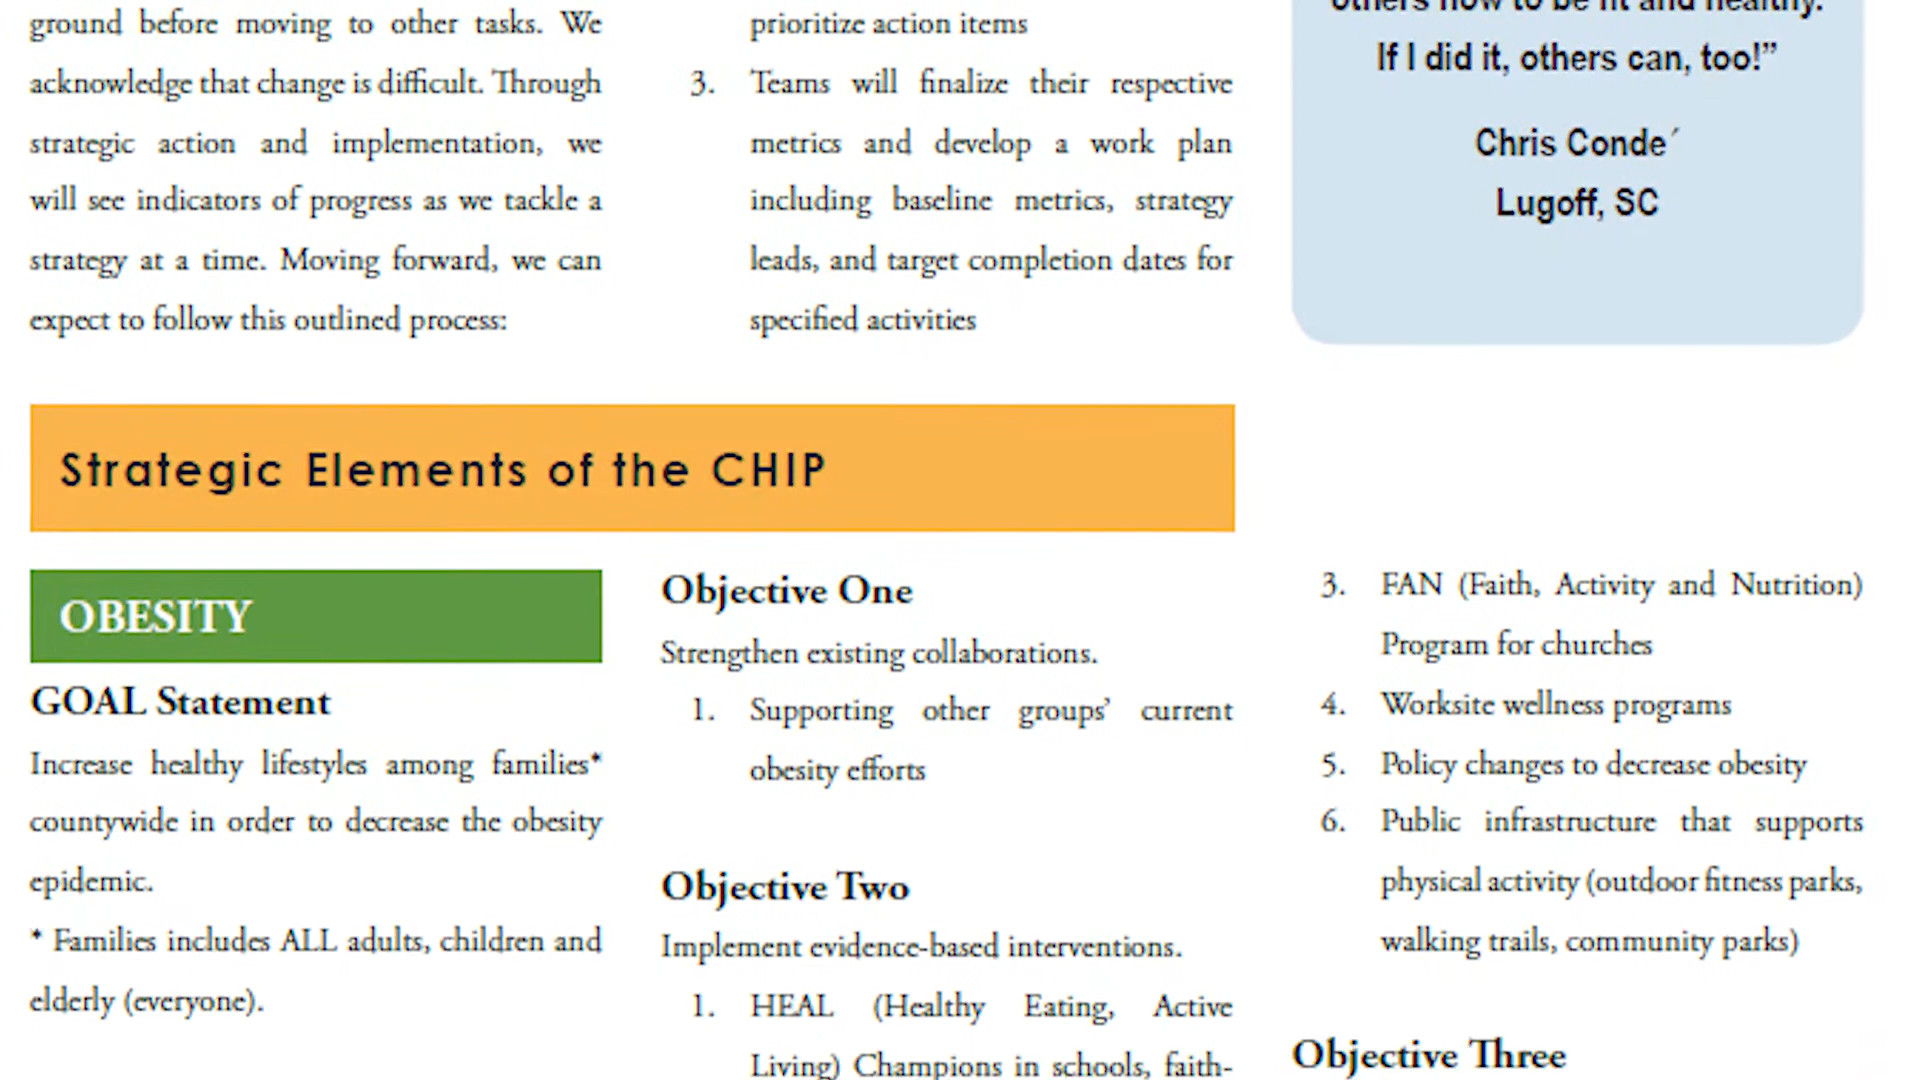 ground before moving to other tasks. We
acknowledge that change is difficult. Through
strategic action and implementation, we
will see indicators of progress as we tackle a
strategy at a time. Moving forward, we can
expect to follow this outlined process:
prioritize action items
3. Teams will finalize their respective
metrics and develop a work plan
including baseline metrics, strategy
leads, and target completion dates for
specified activities
others how to be fit and healthy.
If I did it, others can, too!”
Chris Conde´
Lugoff, SC
Strategic Elements of the CHIP
OBESITY
GOAL Statement
Increase healthy lifestyles among families*
countywide in order to decrease the obesity
epidemic.
* Families includes ALL adults, children and
elderly (everyone).
Objective One
Strengthen existing collaborations.
1. Supporting other groups’ current
obesity efforts
Objective Two
Implement evidence-based interventions.
1. HEAL (Healthy Eating, Active
Living) Champions in schools, faith-
3. FAN (Faith, Activity and Nutrition)
Program for churches
4. Worksite wellness programs
5. Policy changes to decrease obesity
6. Public infrastructure that supports
physical activity (outdoor fitness parks,
walking trails, community parks)
Objective Three